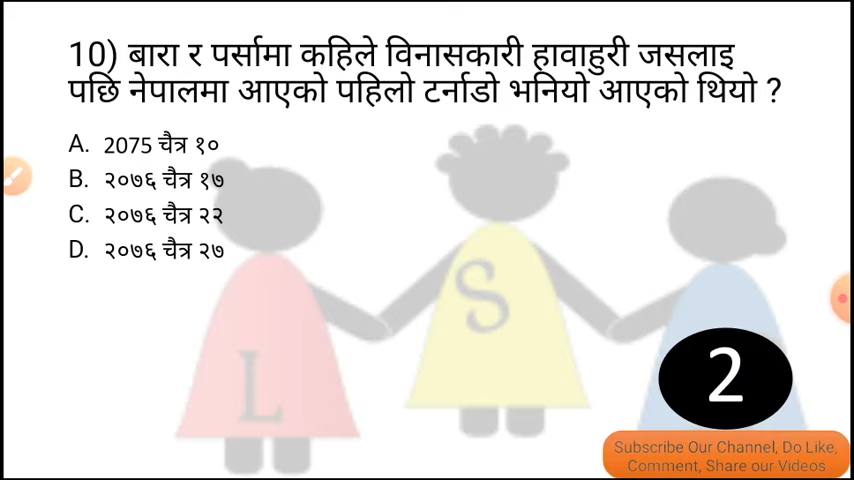 10) बारा र पर्सामा कहिले विनासकारी हावाहुरी जसलाइ
पछि नेपालमा आएको पहिलो टर्नाडो भनियो आएको थियो ?
A. 2075 चैत्र १०
B. २०७६ चैत्र १७
C. २०७६ चैत्र २२
D. २०७६ चैत्र २७
L S
2
Subscribe Our Channel, Do Like,
Comment, Share our Videos